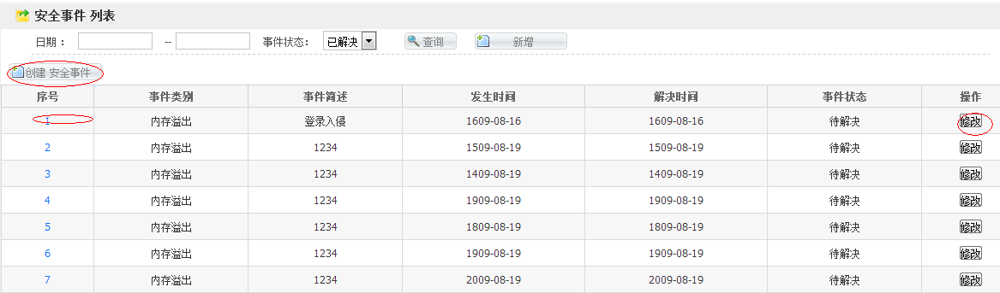 安全事件 列表
日期： -- 事件状态： 已解决 查询 新增
创建 安全事件
序号 事件类别 事件简述 发生时间 解决时间 事件状态 操作
1 内存溢出 登录入侵 1609-08-16 1609-08-16 待解决 修改
2 内存溢出 1234 1509-08-19 1509-08-19 待解决 修改
3 内存溢出 1234 1409-08-19 1409-08-19 待解决 修改
4 内存溢出 1234 1909-08-19 1909-08-19 待解决 修改
5 内存溢出 1234 1809-08-19 1809-08-19 待解决 修改
6 内存溢出 1234 1909-08-19 1909-08-19 待解决 修改
7 内存溢出 1234 2009-08-19 2009-08-19 待解决 修改